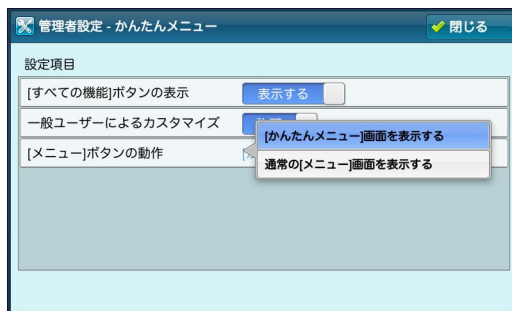 管理者設定 - かんたんメニュー
閉じる
設定項目
[すべての機能]ボタンの表示
表示する
一般ユーザーによるカスタマイズ
[かんたんメニュー]画面を表示する
[メニュー]ボタンの動作
通常の[メニュー]画面を表示する